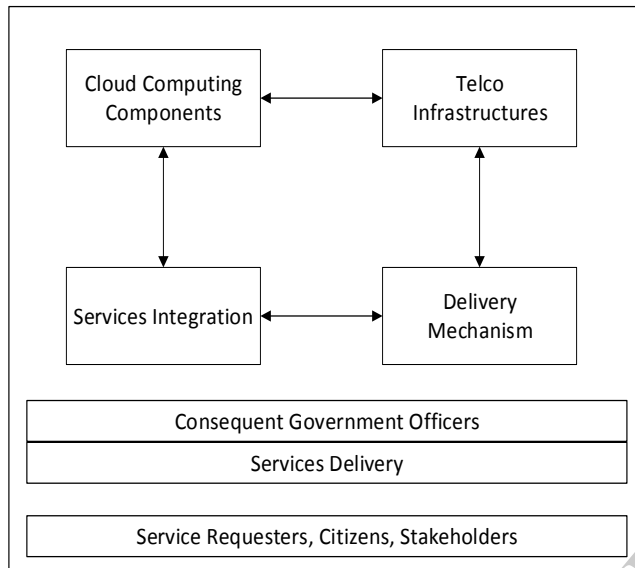 Cloud Computing
Components
Telco
Infrastructures
Services Integration
Delivery
Mechanism
Consequent Government Officers
Services Delivery
Service Requesters, Citizens, Stakeholders